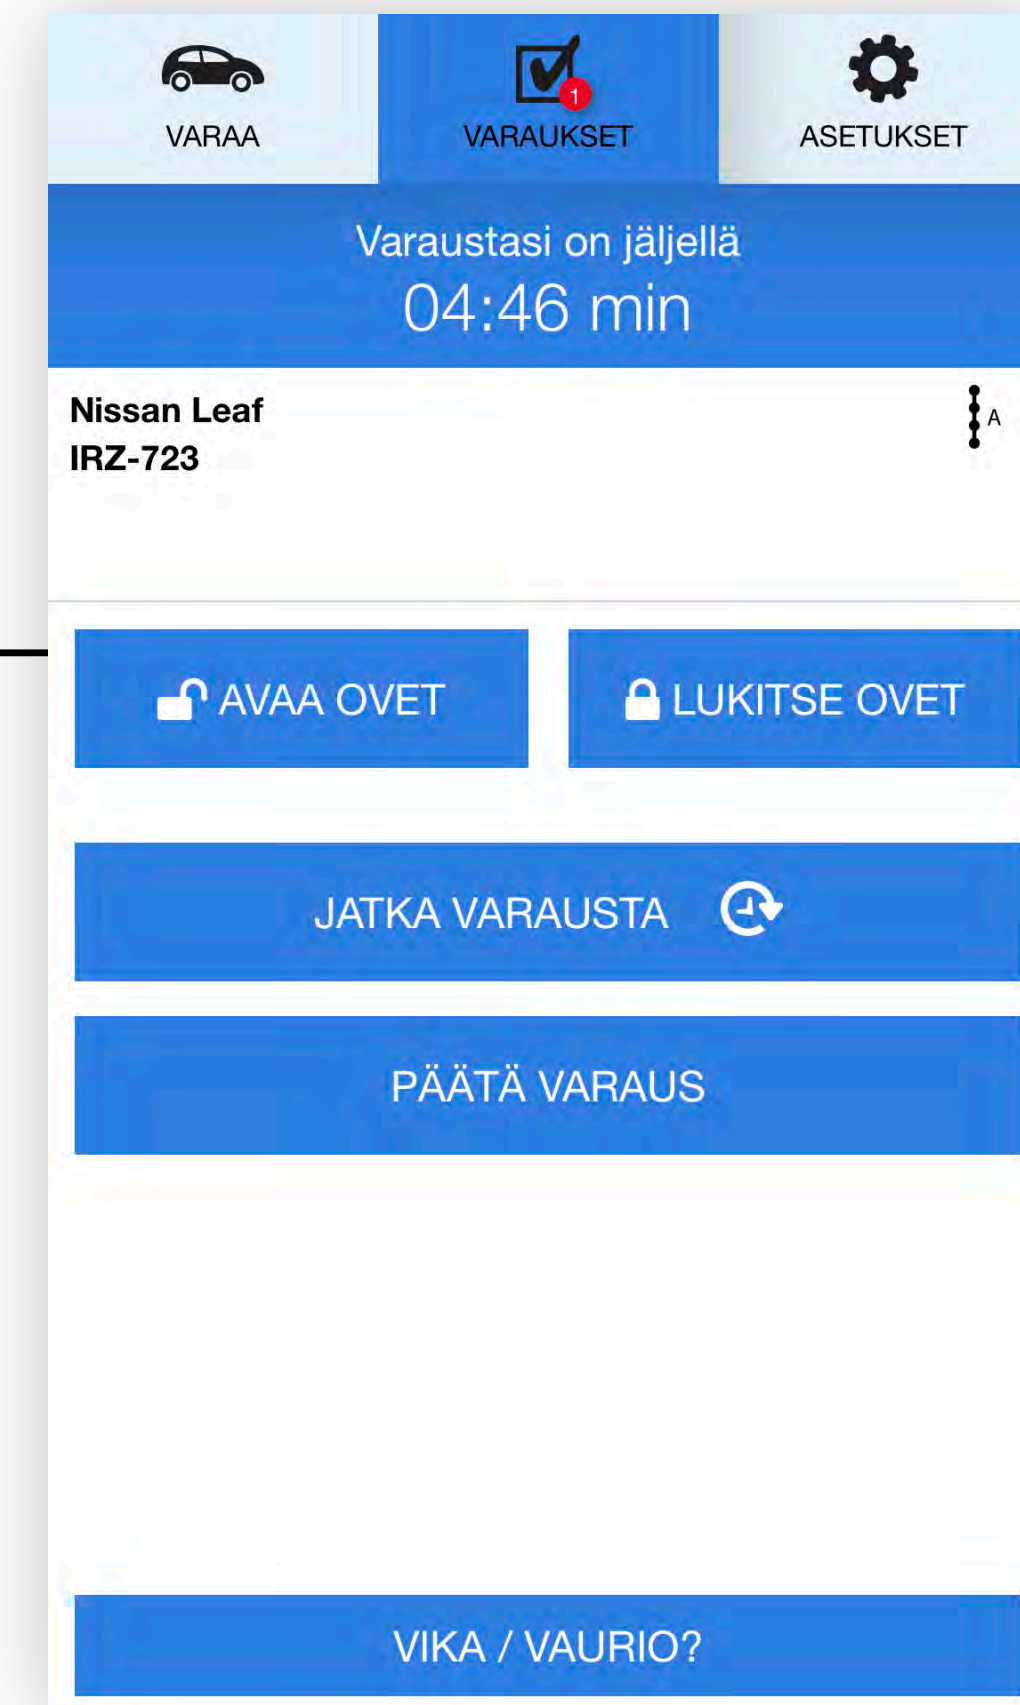 VARAA
1
VARAUKSET
ASETUKSET
Varaustasi on jäljellä
04:46 min
Nissan Leaf
IRZ-723
A
AVAA OVET
LUKITSE OVET
JATKA VARAUSTA
PÄÄTÄ VARAUS
VIKA / VAURIO?